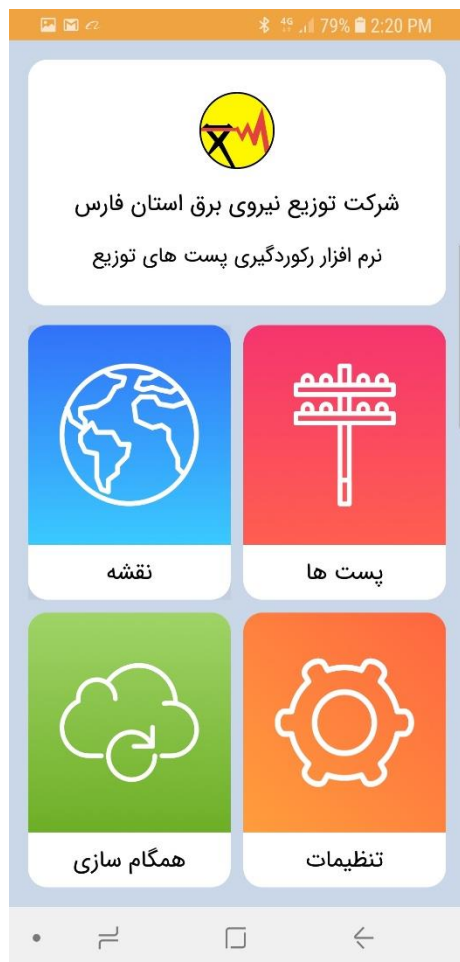 79% 2:20 PM
4G
شرکت توزیع نیروی برق استان فارس
نرم افزار رکوردگیری پست های توزیع
پست ها
نقشه
تنظیمات
همگام سازی